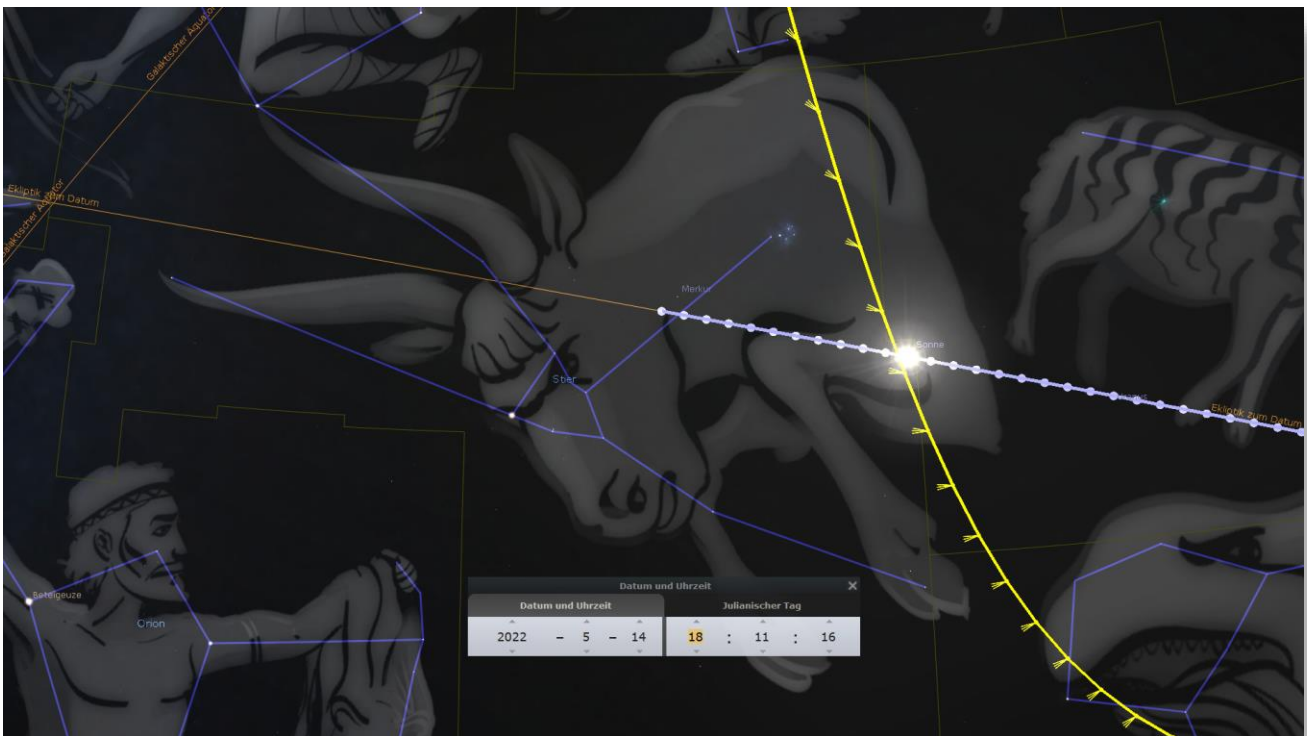 Galaktischer Äquator
Ekliptik zum Datum
Galaktischer Äquator
Merkur
Sonne
Stier
Ekliptik zum Datum
Beteigeuze
Orion
Datum und Uhrzeit ×
Datum und Uhrzeit Julianischer Tag
2022 – 5 – 14 18 : 11 : 16